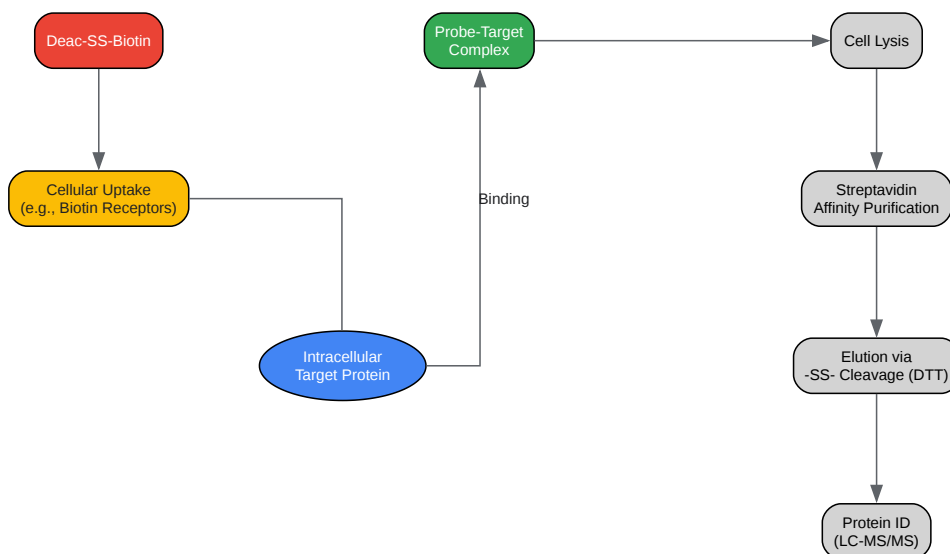 Deac-SS-Biotin
Cellular Uptake
(e.g., Biotin Receptors)
Intracellular
Target Protein
Binding
Probe-Target
Complex
Cell Lysis
Streptavidin
Affinity Purification
Elution via
-SS- Cleavage (DTT)
Protein ID
(LC-MS/MS)